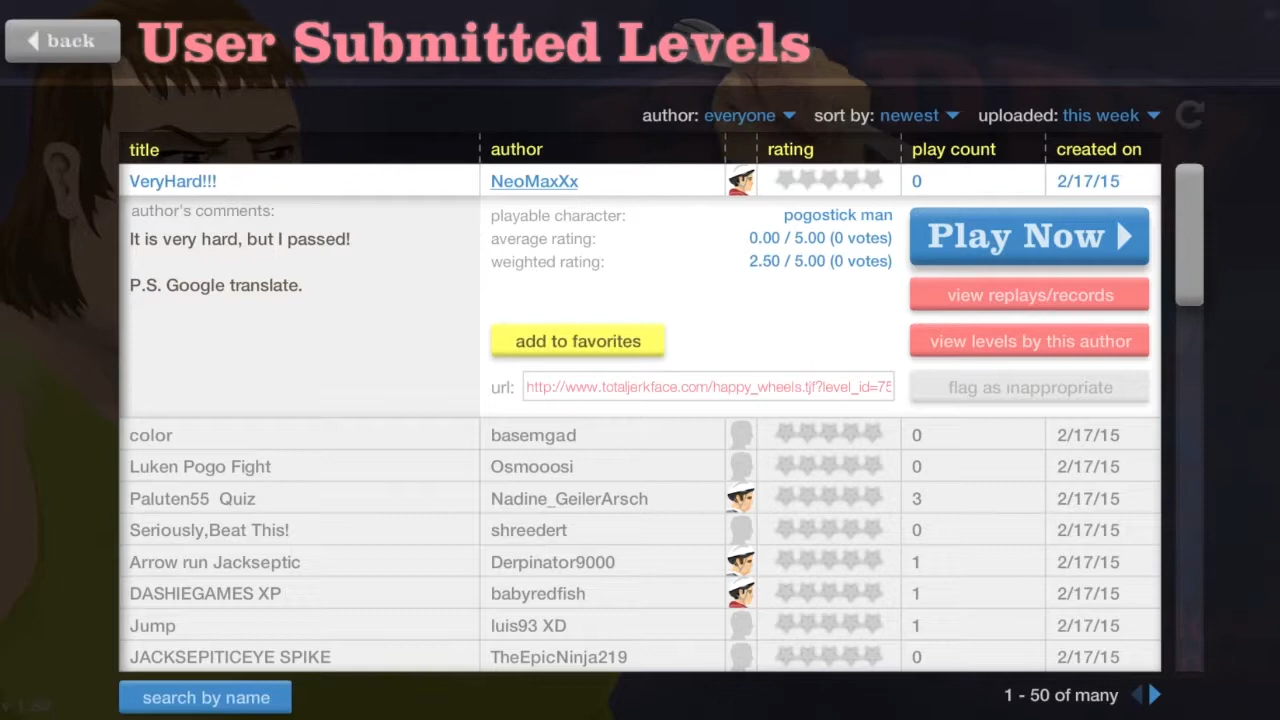 back
User Submitted Levels
author: everyone sort by: newest uploaded: this week
title author rating play count created on
VeryHard!!! NeoMaxXx 0 2/17/15
author's comments:
It is very hard, but I passed!
P.S. Google translate.
playable character: pogostick man
average rating: 0.00 / 5.00 (0 votes)
weighted rating: 2.50 / 5.00 (0 votes)
add to favorites
url: http://www.totaljerkface.com/happy_wheels.tjf?level_id=75
Play Now
view replays/records
view levels by this author
flag as inappropriate
color basemgad 0 2/17/15
Luken Pogo Fight Osmooosi 0 2/17/15
Paluten55 Quiz Nadine_GeilerArsch 3 2/17/15
Seriously,Beat This! shreedert 0 2/17/15
Arrow run Jackseptic Derpinator9000 1 2/17/15
DASHIEGAMES XP babyredfish 1 2/17/15
Jump luis93 XD 1 2/17/15
JACKSEPITICEYE SPIKE TheEpicNinja219 0 2/17/15
search by name
1 - 50 of many